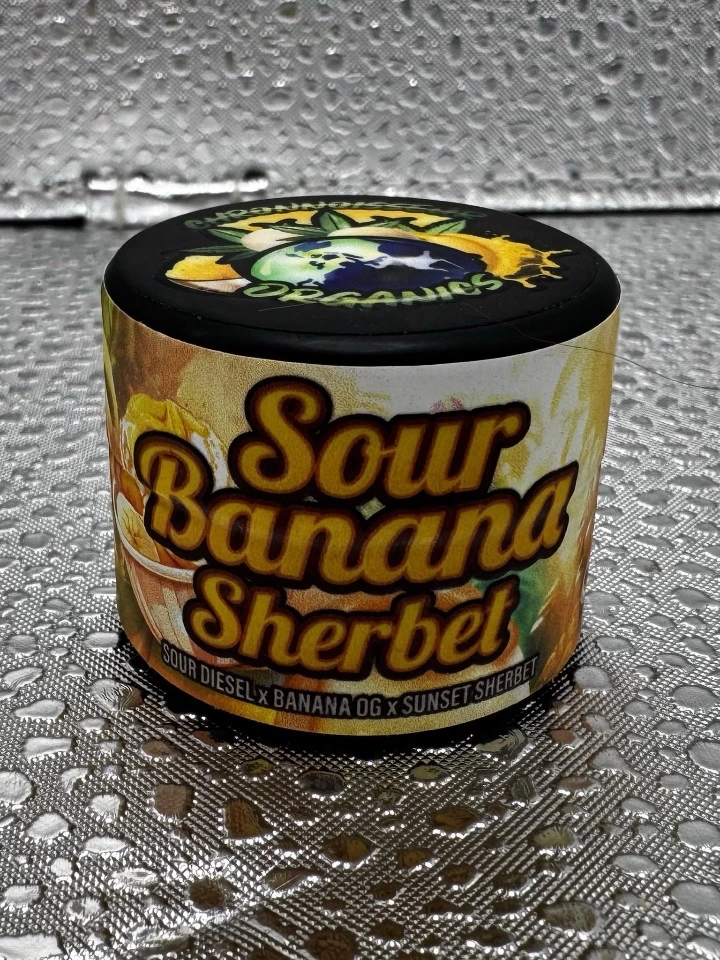 ORGANICS
Sour
Banana
Sherbet
SOUR DIESEL x BANANA OG x SUNSET SHERBET